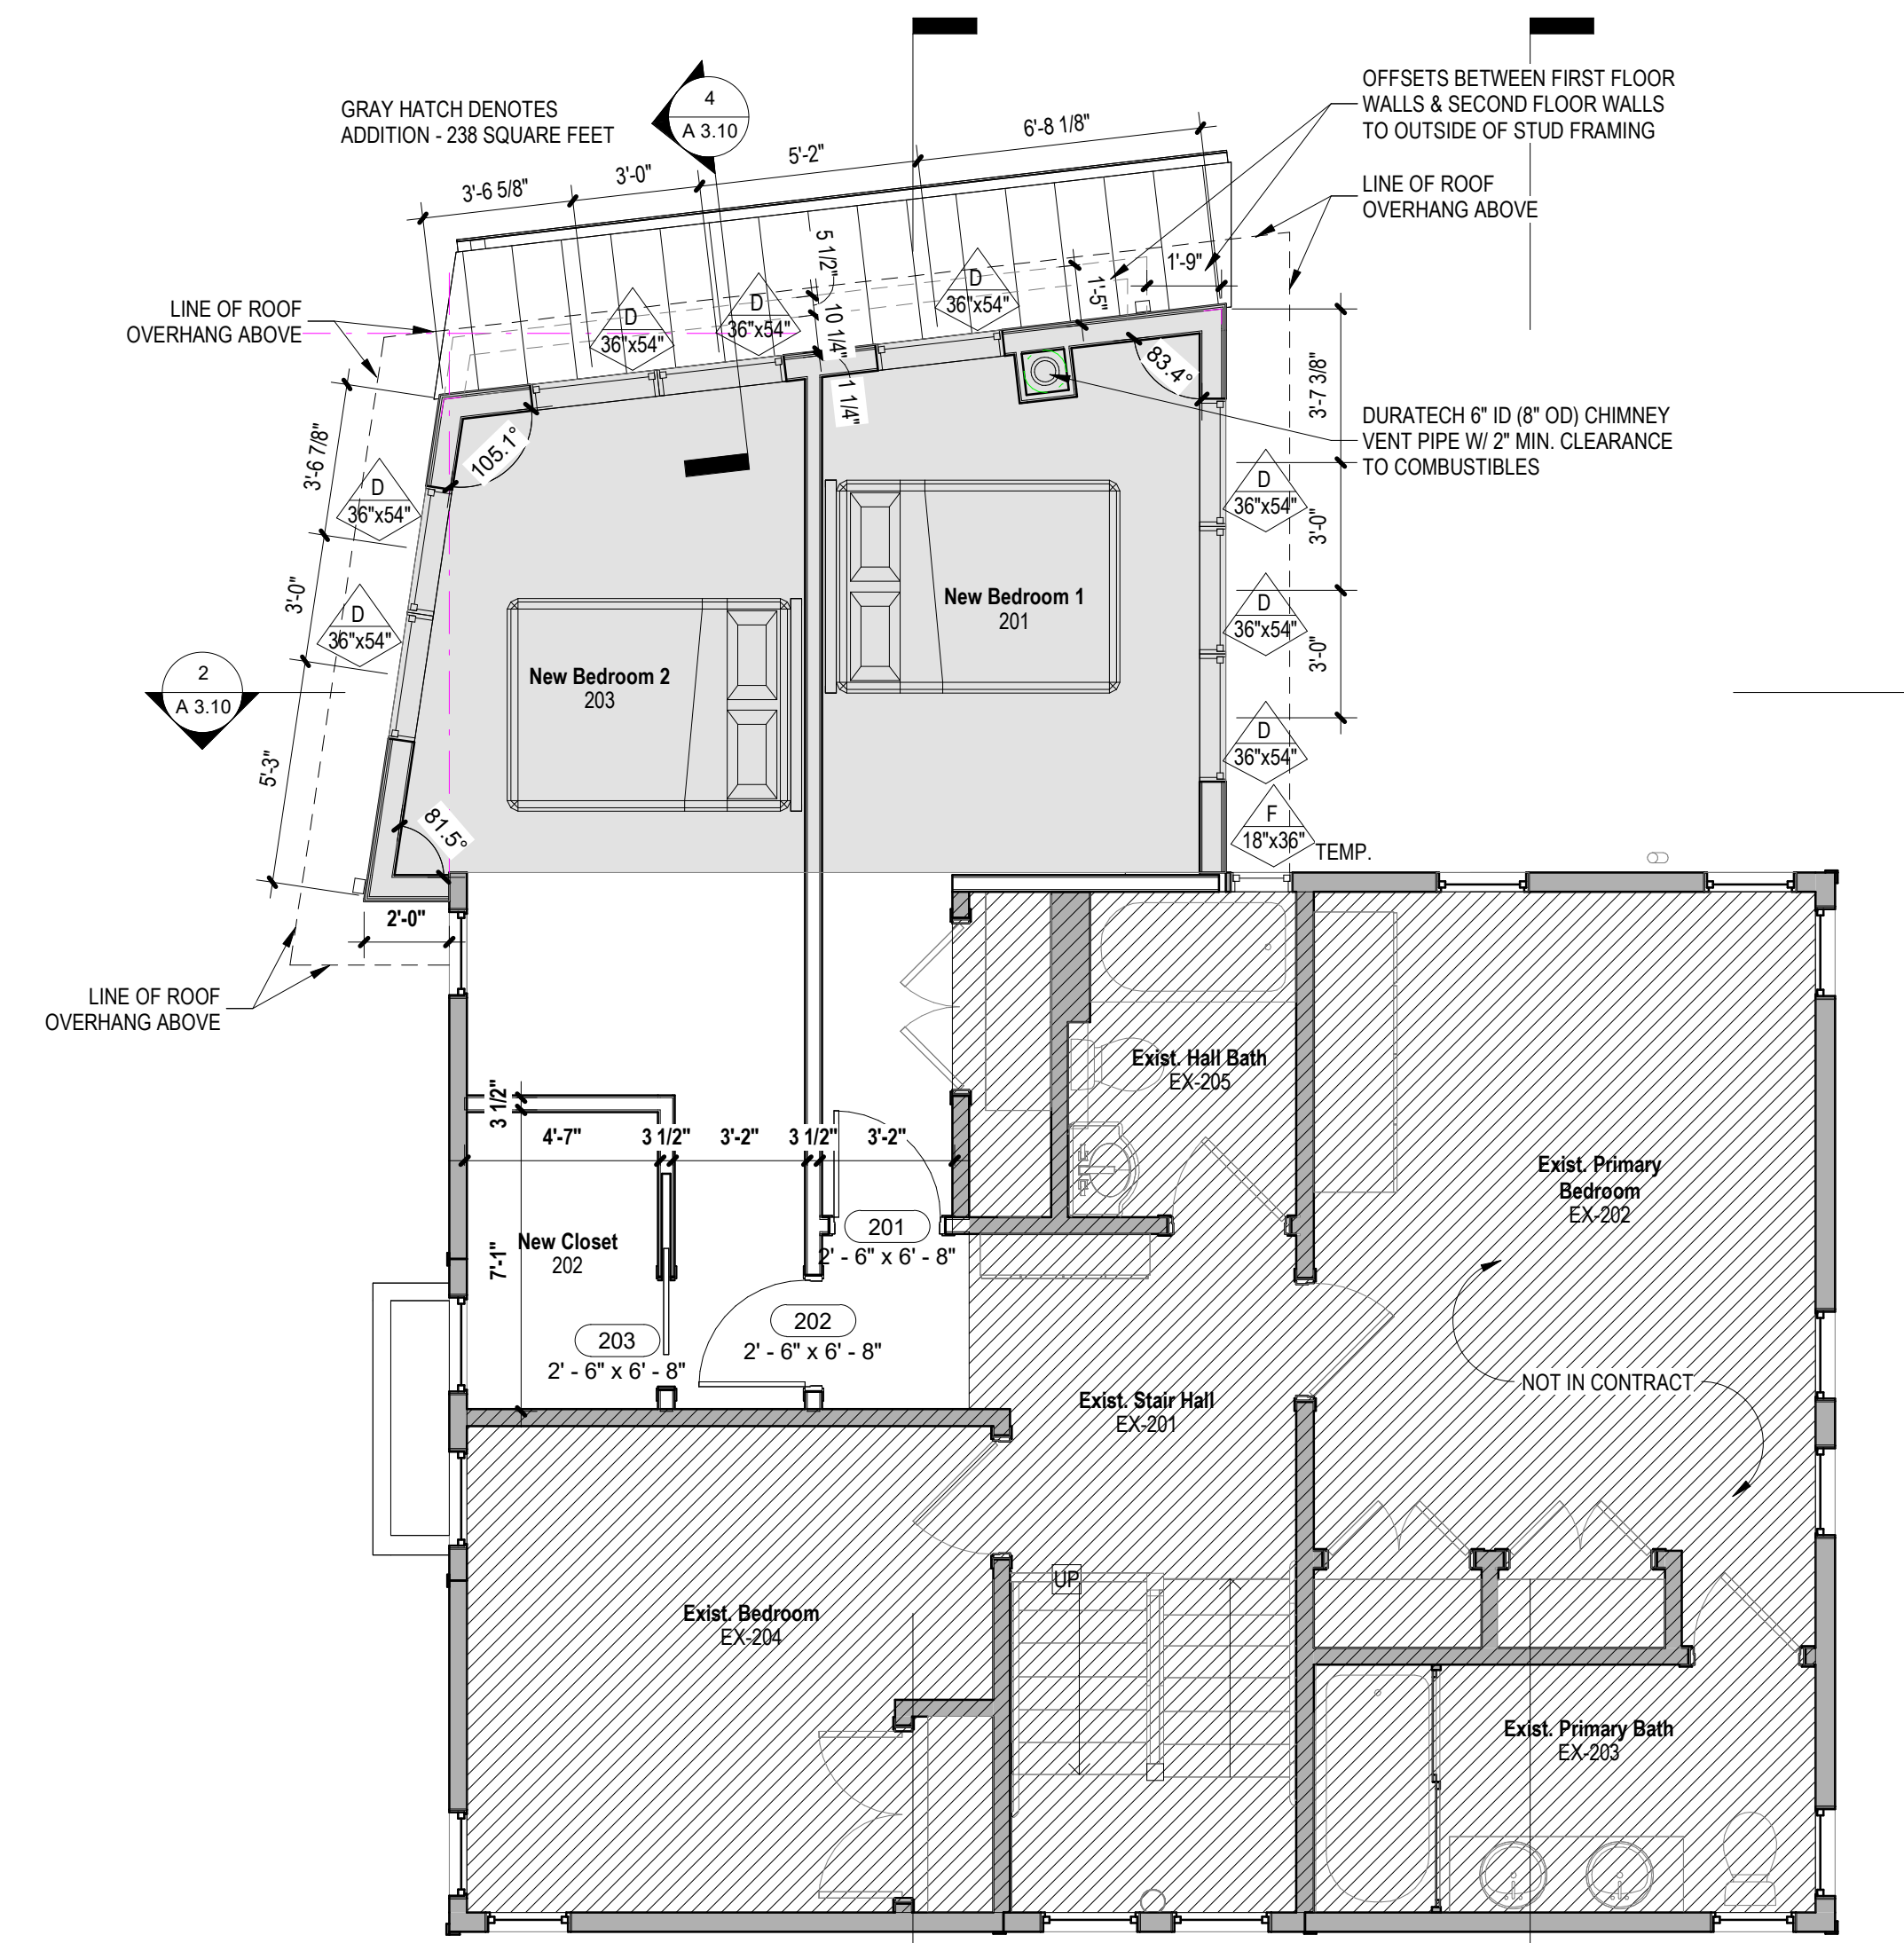 GRAY HATCH DENOTES
ADDITION - 238 SQUARE FEET
4
A 3.10
OFFSETS BETWEEN FIRST FLOOR
WALLS & SECOND FLOOR WALLS
TO OUTSIDE OF STUD FRAMING
3'-6 5/8"
3'-0"
5'-2"
6'-8 1/8"
LINE OF ROOF
OVERHANG ABOVE
LINE OF ROOF
OVERHANG ABOVE
D
36"x54"
D
36"x54"
D
36"x54"
5 1/2"
10 1/4"
1 1/4"
1'-5"
1'-9"
83.4°
105.1°
3'-7 3/8"
DURATECH 6" ID (8" OD) CHIMNEY
VENT PIPE W/ 2" MIN. CLEARANCE
TO COMBUSTIBLES
3'-6 7/8"
D
36"x54"
3'-0"
D
36"x54"
D
36"x54"
3'-0"
D
36"x54"
3'-0"
D
36"x54"
New Bedroom 1
201
New Bedroom 2
203
2
A 3.10
5'-3"
81.5°
F
18"x36"
TEMP.
2'-0"
LINE OF ROOF
OVERHANG ABOVE
3 1/2"
4'-7"
3 1/2"
3'-2"
3 1/2"
3'-2"
Exist. Hall Bath
EX-205
Exist. Primary
Bedroom
EX-202
7'-1"
New Closet
202
201
2' - 6" x 6' - 8"
202
2' - 6" x 6' - 8"
203
2' - 6" x 6' - 8"
Exist. Stair Hall
EX-201
NOT IN CONTRACT
UP
Exist. Bedroom
EX-204
Exist. Primary Bath
EX-203